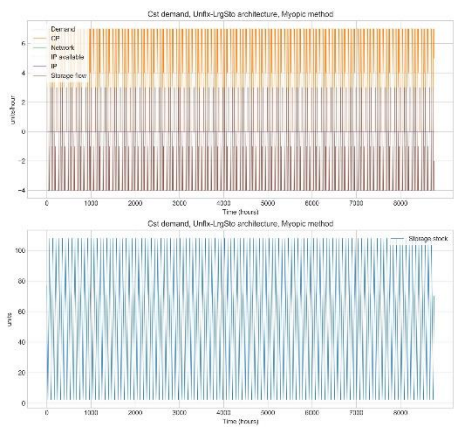 Cst demand, Unflx-LrgSto architecture, Myopic method
Demand
CP
Network
IP available
IP
Storage flow
units/hour
6
4
2
0
−2
−4
0 1000 2000 3000 4000 5000 6000 7000 8000
Time (hours)
Cst demand, Unflx-LrgSto architecture, Myopic method
Storage stock
units
100
80
60
40
20
0
0 1000 2000 3000 4000 5000 6000 7000 8000
Time (hours)